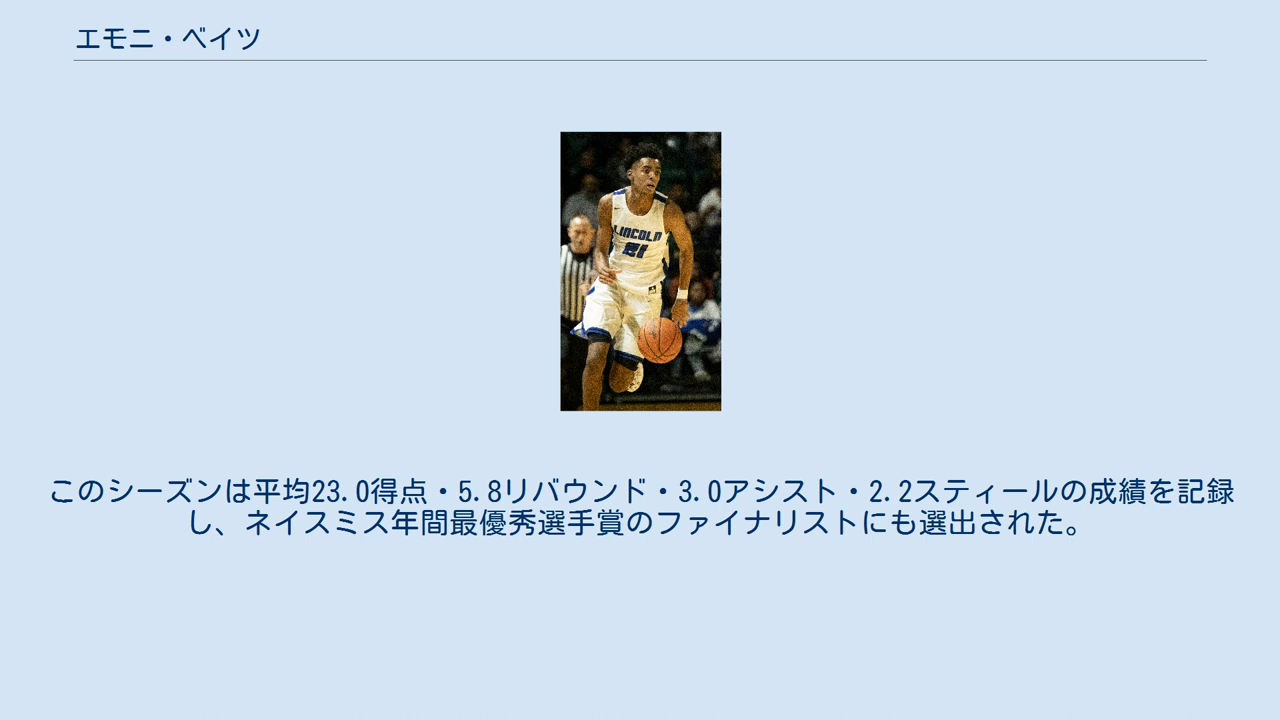 エモニ・ベイツ
LINCOLN
このシーズンは平均23.0得点・5.8リバウンド・3.0アシスト・2.2スティールの成績を記録
し、ネイスミス年間最優秀選手賞のファイナリストにも選出された。